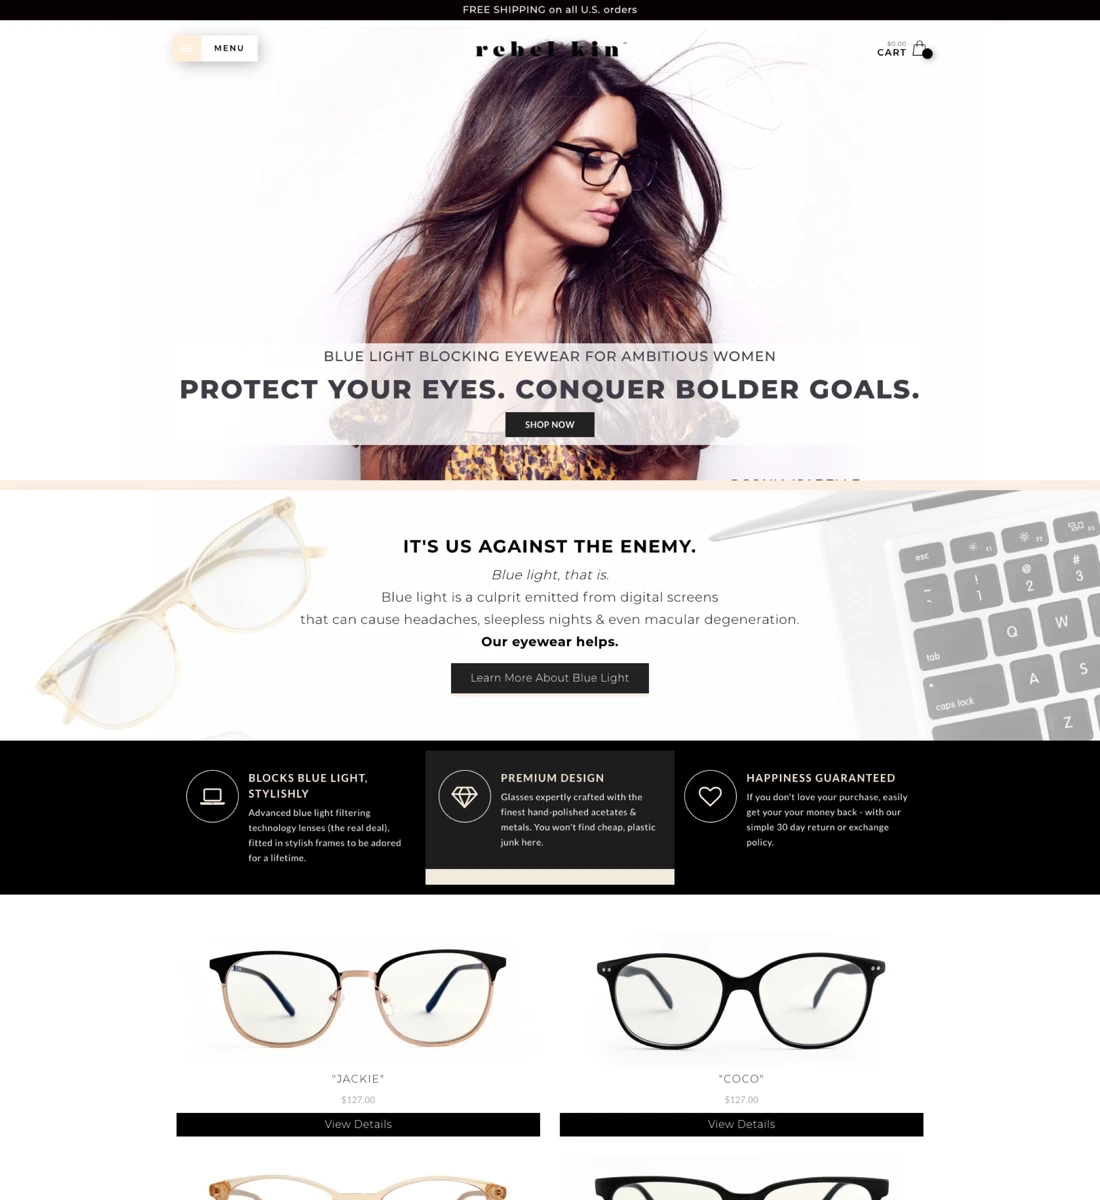 FREE SHIPPING on all U.S. orders
MENU
rebel kin
$0.00
CART
BLUE LIGHT BLOCKING EYEWEAR FOR AMBITIOUS WOMEN
PROTECT YOUR EYES. CONQUER BOLDER GOALS.
SHOP NOW
IT'S US AGAINST THE ENEMY.
Blue light, that is.
Blue light is a culprit emitted from digital screens
that can cause headaches, sleepless nights & even macular degeneration.
Our eyewear helps.
Learn More About Blue Light
esc
F1
F2
F3
~
`
!
1
@
2
#
3
tab
Q
W
caps lock
A
S
Z
BLOCKS BLUE LIGHT,
STYLISHLY
Advanced blue light filtering
technology lenses (the real deal),
fitted in stylish frames to be adored
for a lifetime.
PREMIUM DESIGN
Glasses expertly crafted with the
finest hand-polished acetates &
metals. You won't find cheap, plastic
junk here.
HAPPINESS GUARANTEED
If you don't love your purchase, easily
get your your money back - with our
simple 30 day return or exchange
policy.
"JACKIE"
$127.00
View Details
"COCO"
$127.00
View Details